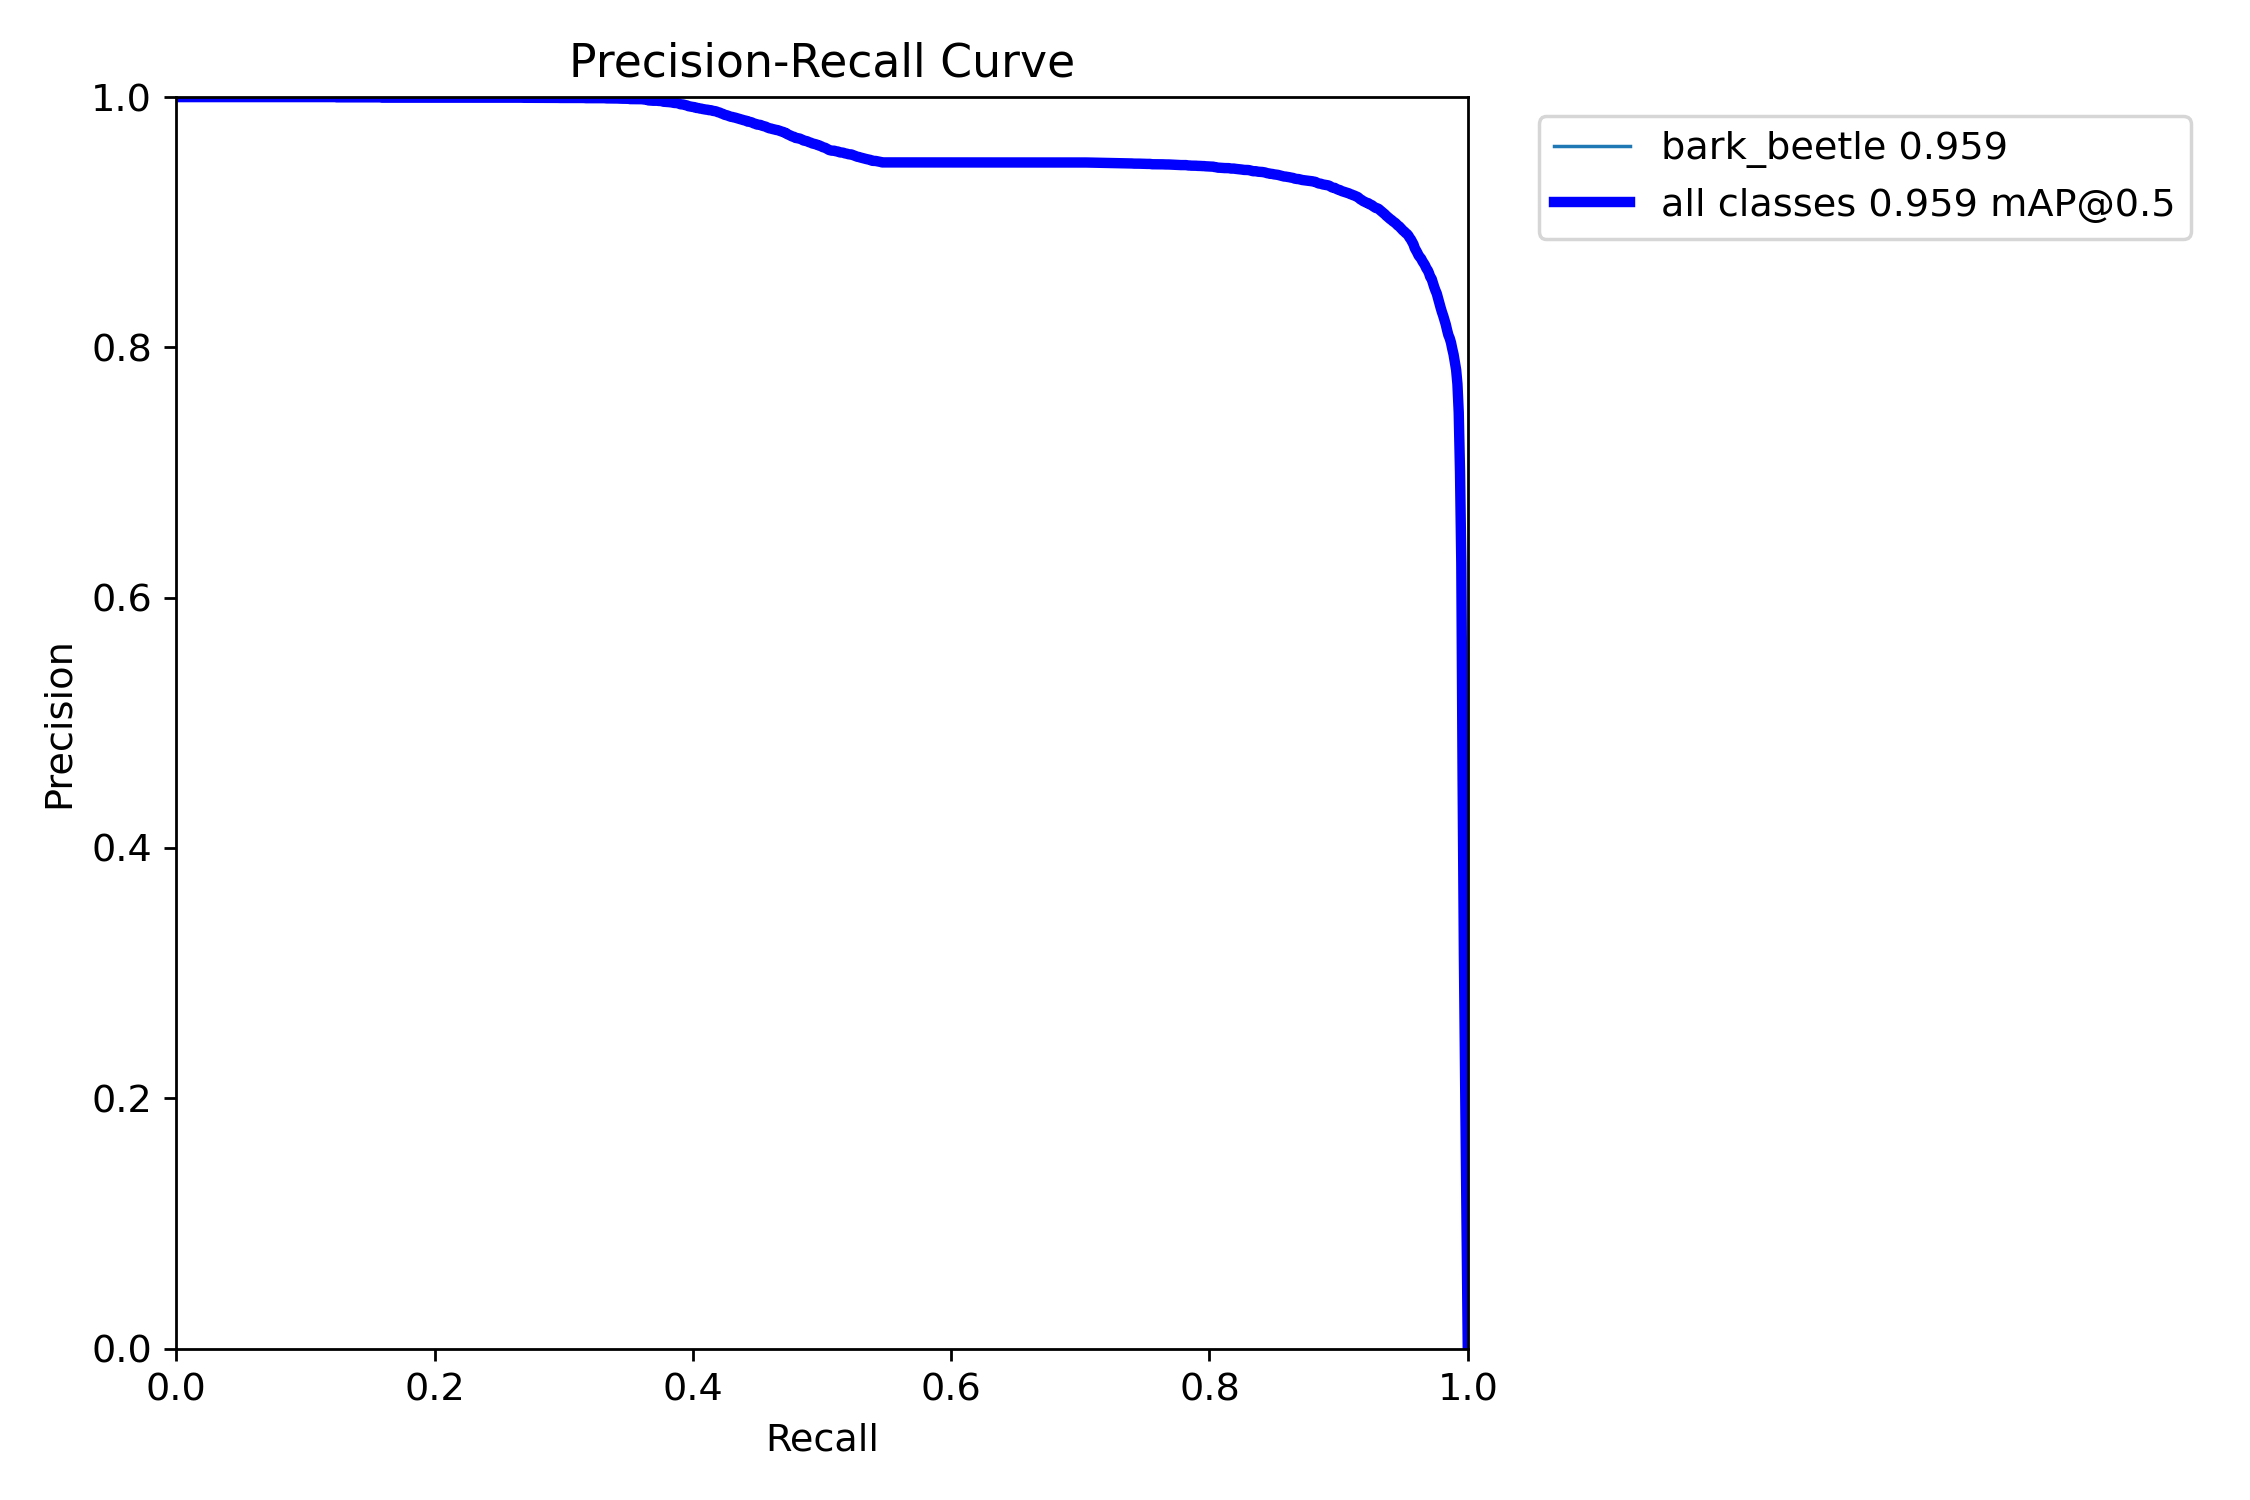 Precision-Recall Curve
1.0
0.8
0.6
0.4
0.2
0.0
Precision
0.0 0.2 0.4 0.6 0.8 1.0
Recall
bark_beetle 0.959
all classes 0.959 mAP@0.5